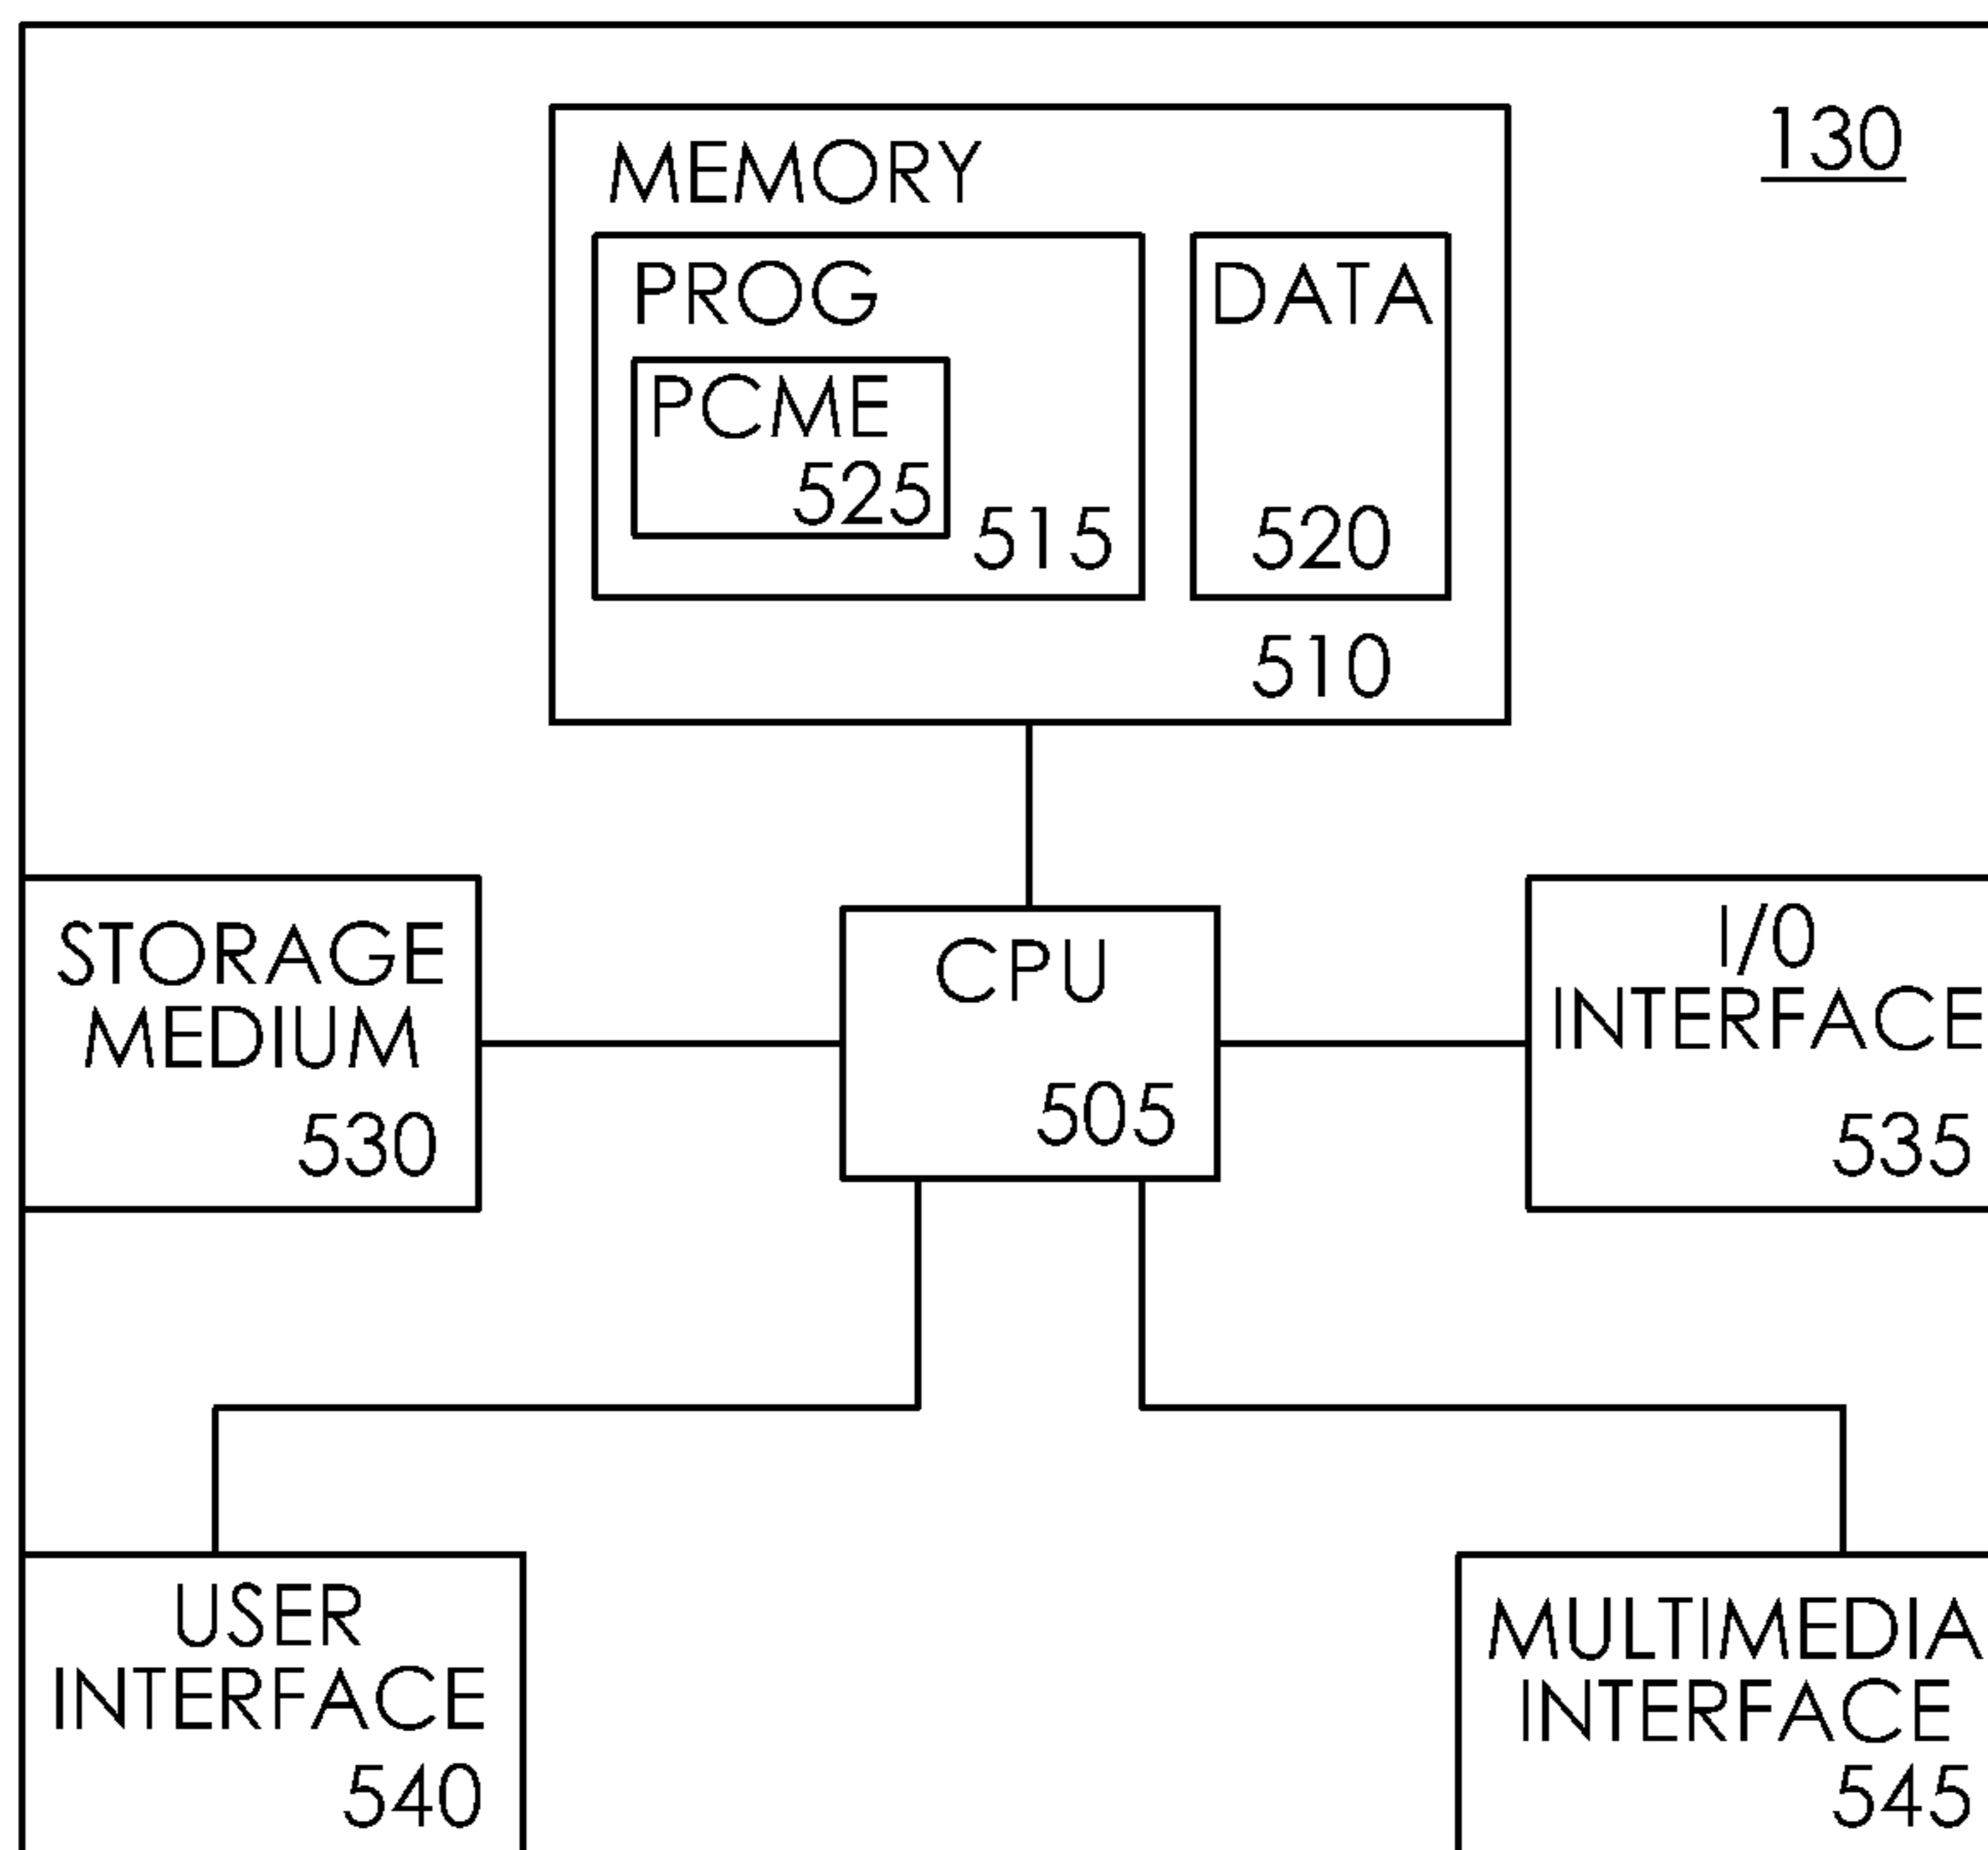 130
MEMORY
PROG
DATA
PCME
525
515
520
510
STORAGE
MEDIUM
530
CPU
505
I/0
INTERFACE
535
USER
INTERFACE
540
MULTIMEDIA
INTERFACE
545